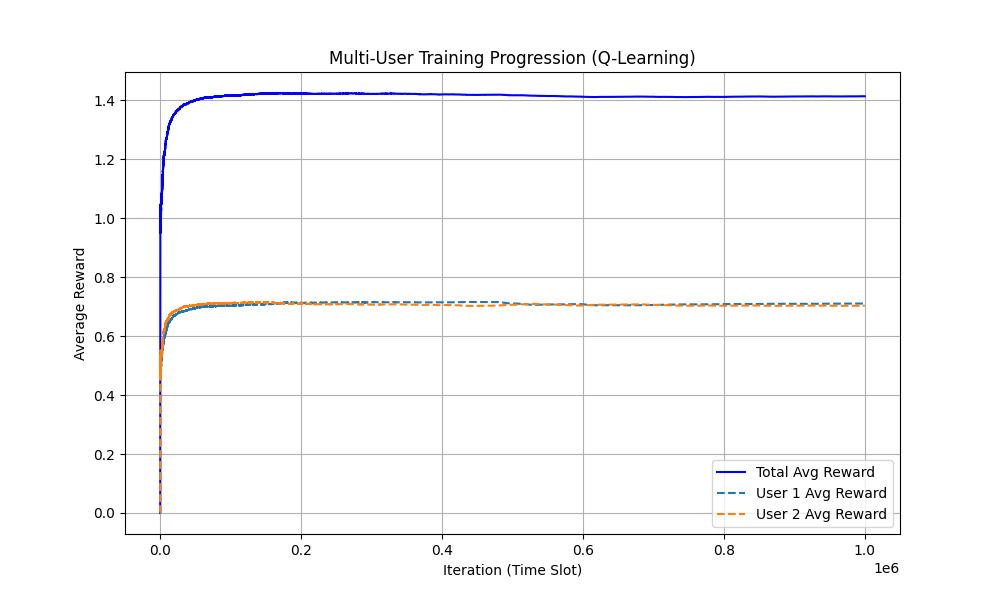 Multi-User Training Progression (Q-Learning)
Average Reward
1.4
1.2
1.0
0.8
0.6
0.4
0.2
0.0
Total Avg Reward
User 1 Avg Reward
User 2 Avg Reward
0.0 0.2 0.4 0.6 0.8 1.0
1e6
Iteration (Time Slot)